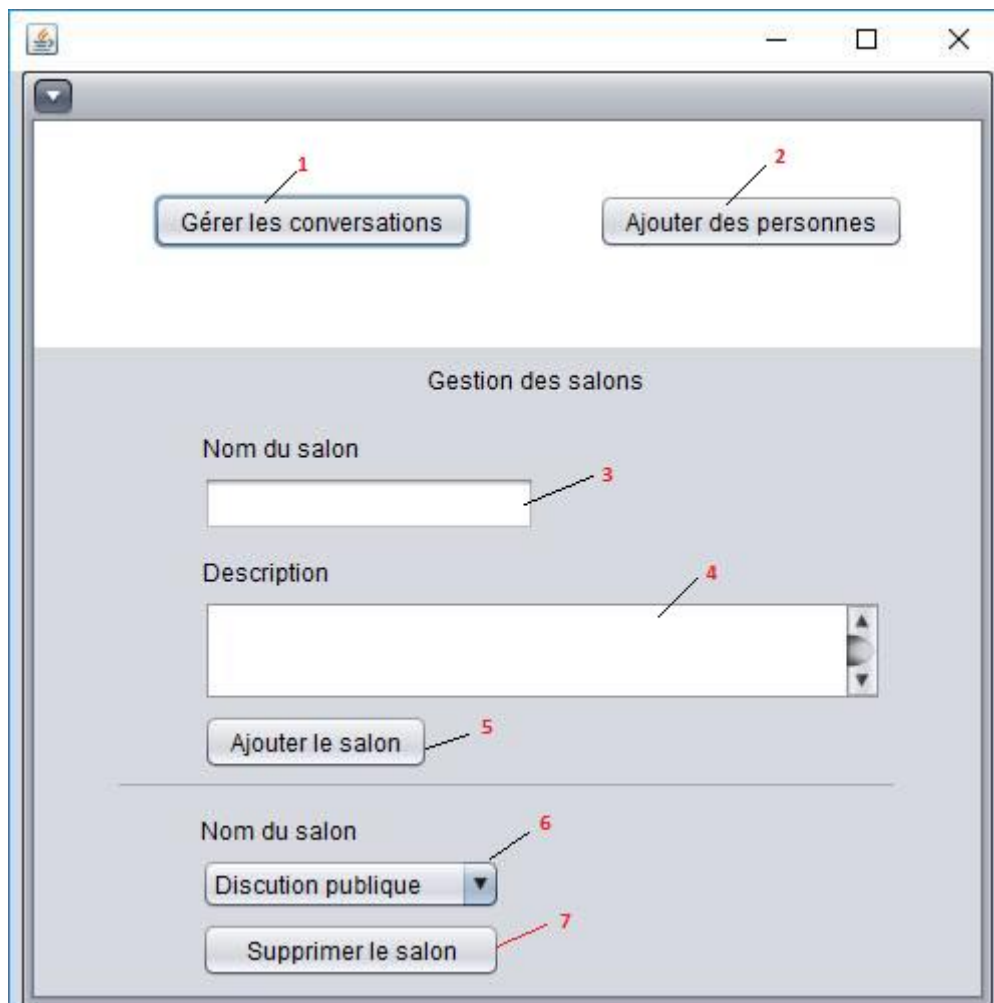 1
2
Gérer les conversations
Ajouter des personnes
Gestion des salons
Nom du salon
3
Description
4
Ajouter le salon
5
Nom du salon
6
Discution publique
Supprimer le salon
7